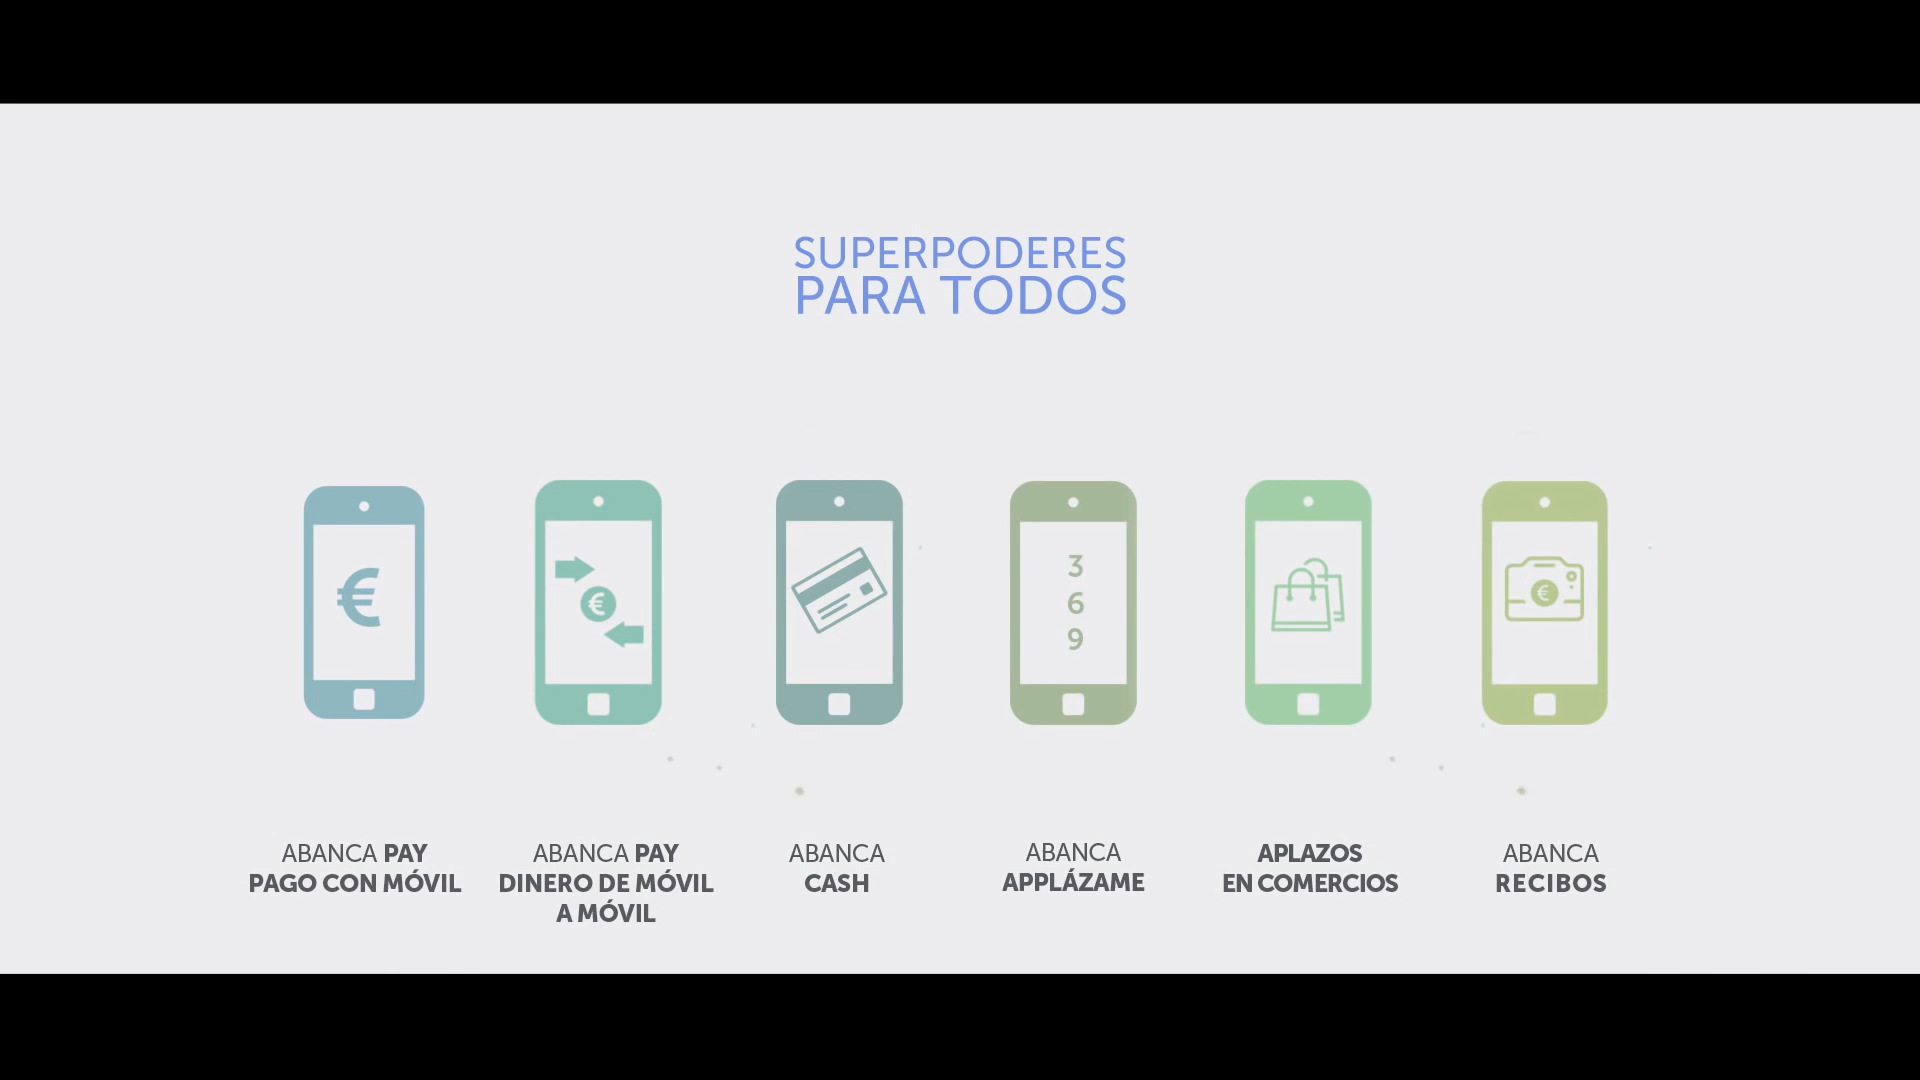 SUPERPODERES
PARA TODOS
€
€
3
6
9
€
ABANCA PAY
PAGO CON MÓVIL
ABANCA PAY
DINERO DE MÓVIL
A MÓVIL
ABANCA
CASH
ABANCA
APPLÁZAME
APLAZOS
EN COMERCIOS
ABANCA
RECIBOS